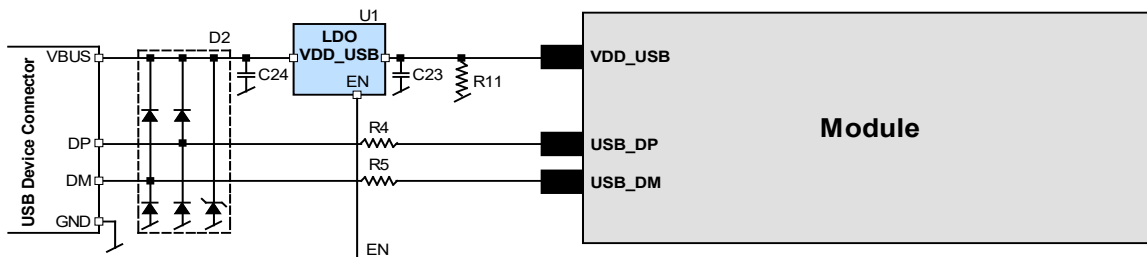 U1
D2
LDO
VDD_USB
VBUS
VDD_USB
C24
C23
R11
EN
USB Device Connector
Module
R4
DP
USB_DP
R5
DM
USB_DM
GND
EN